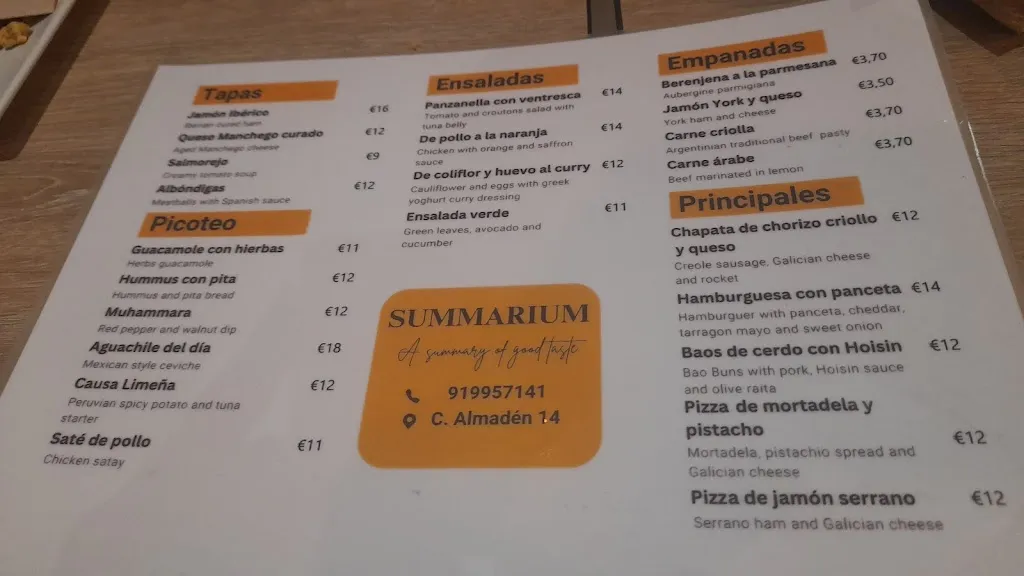 Tapas
Jamón Ibérico €16
Iberian cured ham
Queso Manchego curado €12
Aged Manchego cheese
Salmorejo €9
Creamy tomato soup
Albóndigas €12
Meatballs with Spanish sauce
Picoteo
Guacamole con hierbas €11
Herbs guacamole
Hummus con pita €12
Hummus and pita bread
Muhammara €12
Red pepper and walnut dip
Aguachile del día €18
Mexican style ceviche
Causa Limeña €12
Peruvian spicy potato and tuna
starter
Saté de pollo €11
Chicken satay
Ensaladas
Panzanella con ventresca €14
Tomato and croutons salad with
tuna belly
De pollo a la naranja €14
Chicken with orange and saffron
sauce
De coliflor y huevo al curry €12
Cauliflower and eggs with greek
yoghurt curry dressing
Ensalada verde €11
Green leaves, avocado and
cucumber
SUMMARIUM
A summary of good taste
919957141
C. Almadén 14
Empanadas
Berenjena a la parmesana €3,70
Aubergine parmigiana
Jamón York y queso €3,50
York ham and cheese
Carne criolla €3,70
Argentinian traditional beef pasty
Carne árabe €3,70
Beef marinated in lemon
Principales
Chapata de chorizo criollo €12
y queso
Creole sausage, Galician cheese
and rocket
Hamburguesa con panceta €14
Hamburguer with panceta, cheddar,
tarragon mayo and sweet onion
Baos de cerdo con Hoisin €12
Bao Buns with pork, Hoisin sauce
and olive raita
Pizza de mortadela y
pistacho €12
Mortadela, pistachio spread and
Galician cheese
Pizza de jamón serrano €12
Serrano ham and Galician cheese